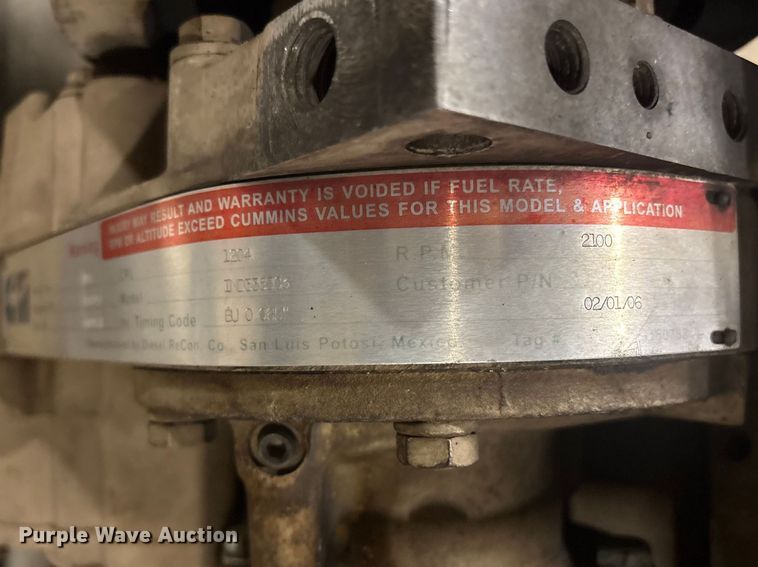 Warning INJURY MAY RESULT AND WARRANTY IS VOIDED IF FUEL RATE,
RPM OR ALTITUDE EXCEED CUMMINS VALUES FOR THIS MODEL & APPLICATION
CPL 1204 R.P.M. 2100
Model Customer P/N
Timing Code 02/01/06
by Diesel ReCon, Co. San Luis Potosi, Mexico Tag #
Purple Wave Auction